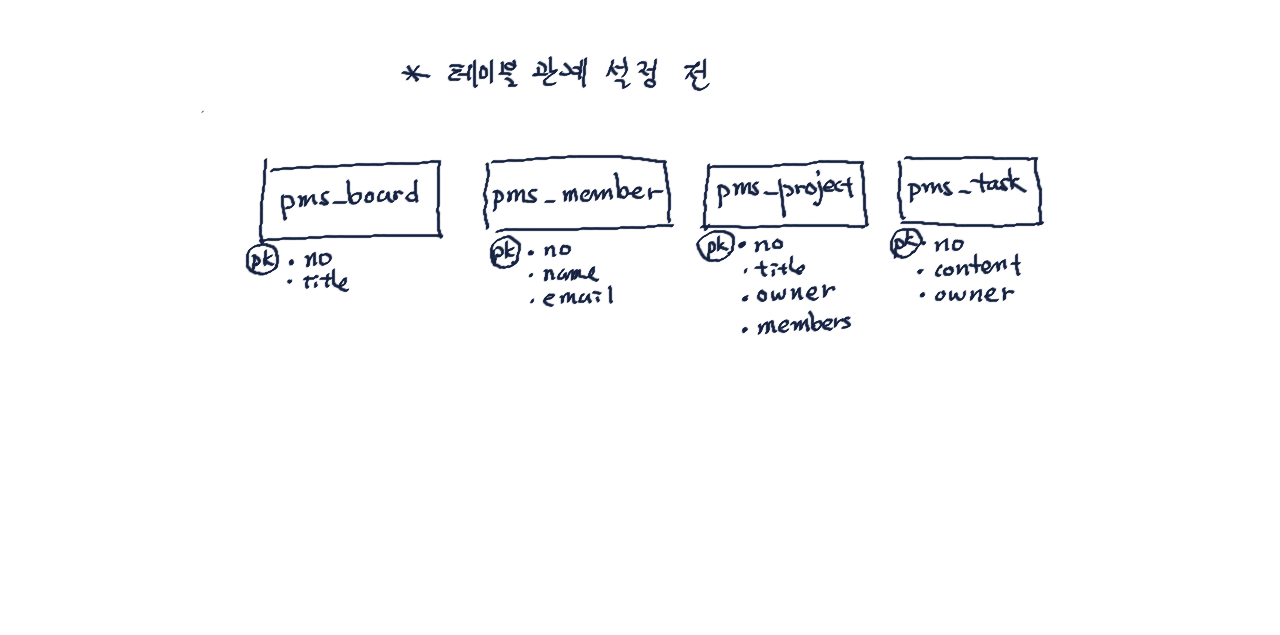 * 테이블 관계 설정 전
pms_board
pk • no
• title
pms_member
pk • no
• name
• email
pms_project
pk • no
• title
• owner
• members
pms_task
pk • no
• content
• owner